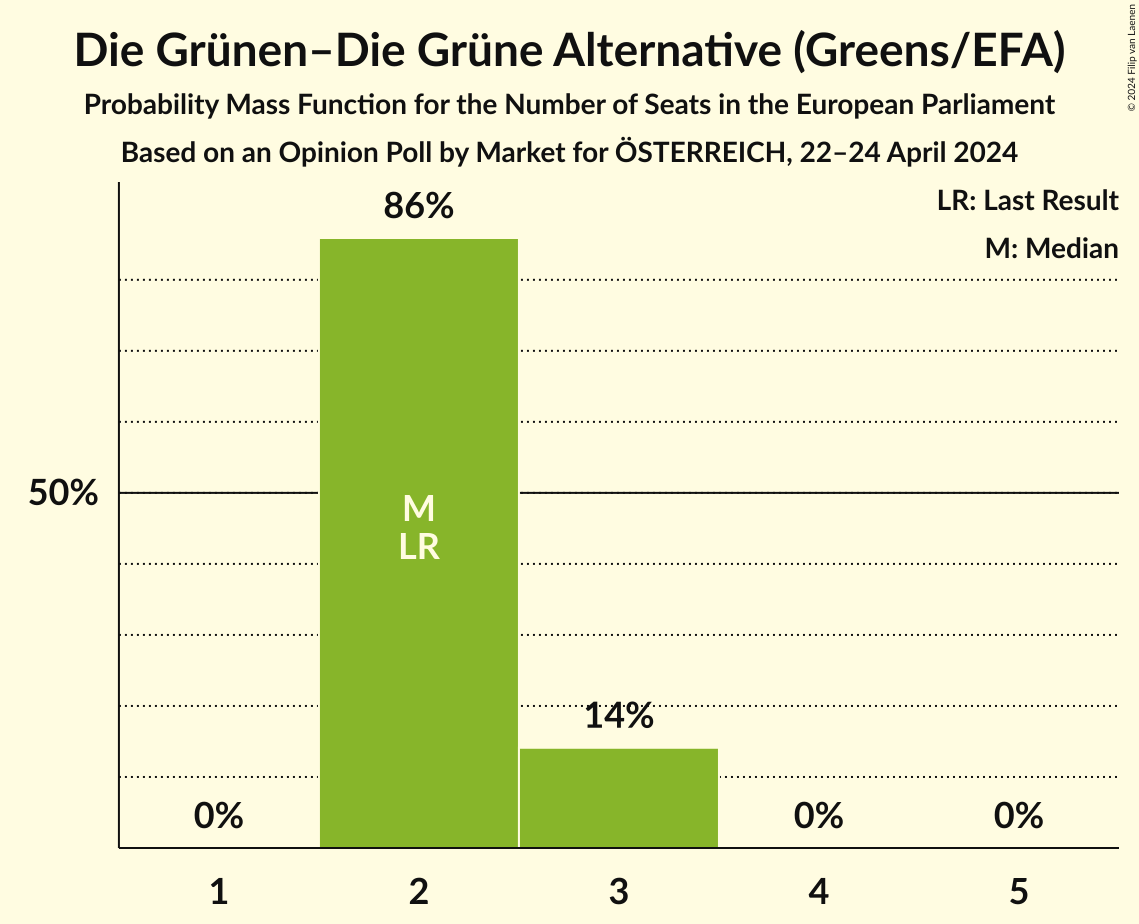 Die Grünen–Die Grüne Alternative (Greens/EFA)
Probability Mass Function for the Number of Seats in the European Parliament
Based on an Opinion Poll by Market for ÖSTERREICH, 22–24 April 2024
© 2024 Filip van Laenen
LR: Last Result
M: Median
86%
50%
M
LR
14%
0%
0%
0%
1
2
3
4
5